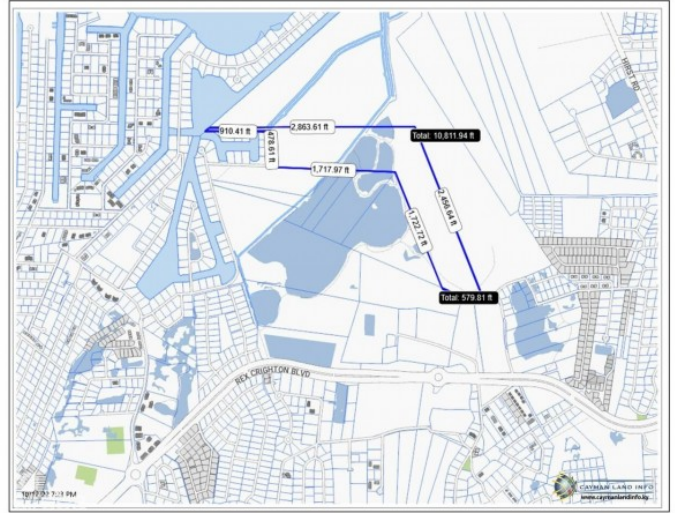 HIRST RD
910.41 ft
2,863.61 ft
Total: 10,811.94 ft
478.61 ft
1,717.97 ft
2,456.64 ft
1,722.72 ft
Total: 579.81 ft
REX CRIGHTON BLVD
CAYMAN LAND INFO
www.caymanlandinfo.ky